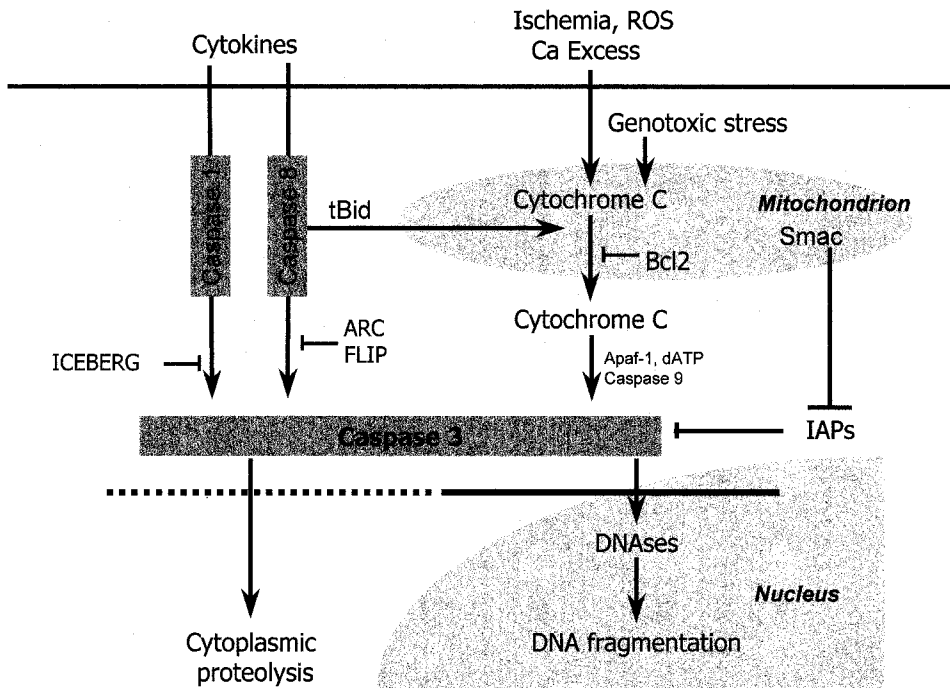 Cytokines
Ischemia, ROS
Ca Excess
Genotoxic stress
Caspase 1
Caspase 8
tBid
Cytochrome C
Mitochondrion
Smac
Bcl2
Cytochrome C
ICEBERG
ARC
FLIP
Apaf-1, dATP
Caspase 9
Caspase 3
IAPs
DNAses
Nucleus
Cytoplasmic
proteolysis
DNA fragmentation